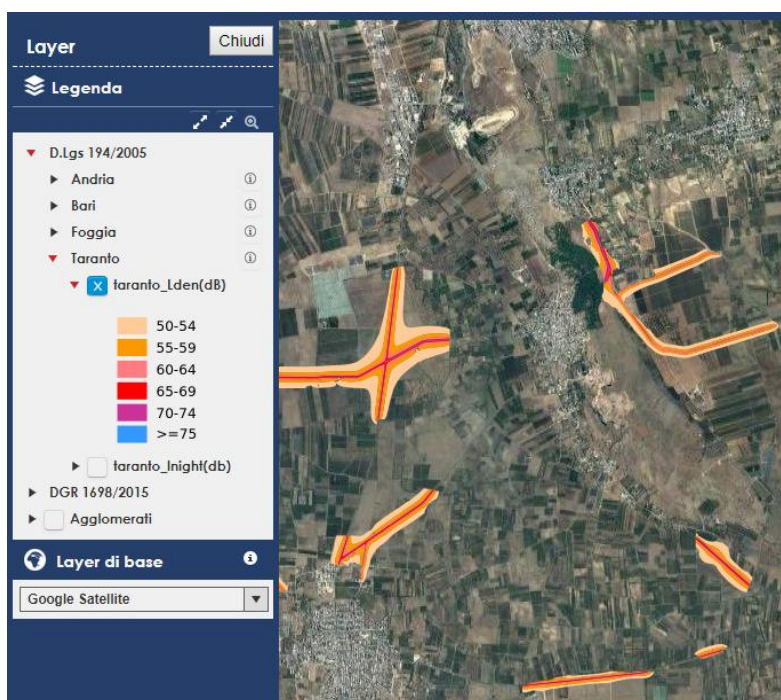 Layer
Chiudi
Legenda
D.Lgs 194/2005
Andria
Bari
Foggia
Taranto
taranto_Lden(dB)
50-54
55-59
60-64
65-69
70-74
>=75
taranto_lnight(db)
DGR 1698/2015
Agglomerati
Layer di base
Google Satellite